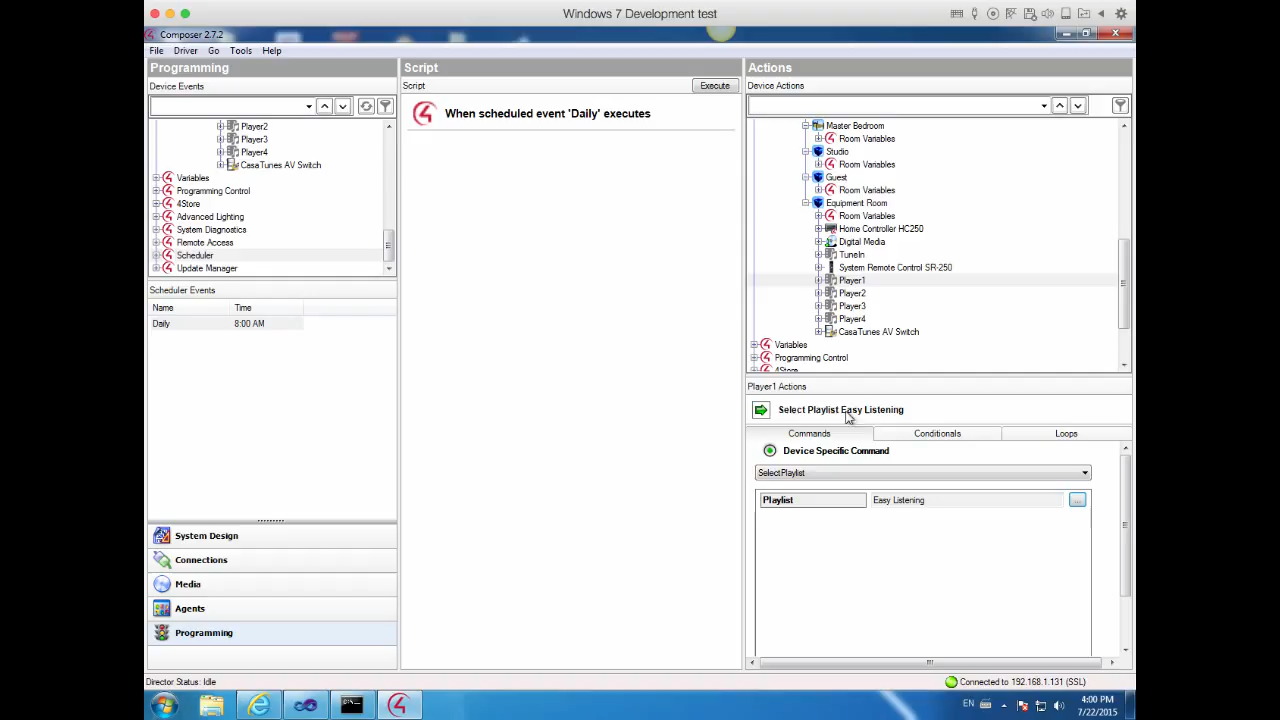 Windows 7 Development test
Composer 2.7.2
File Driver Go Tools Help
Programming
Device Events
Player2
Player3
Player4
CasaTunes AV Switch
Variables
Programming Control
4Store
Advanced Lighting
System Diagnostics
Remote Access
Scheduler
Update Manager
Scheduler Events
Name Time
Daily 8:00 AM
System Design
Connections
Media
Agents
Programming
Script
Script Execute
When scheduled event 'Daily' executes
Actions
Device Actions
Master Bedroom
Room Variables
Studio
Room Variables
Guest
Room Variables
Equipment Room
Room Variables
Home Controller HC250
Digital Media
TuneIn
System Remote Control SR-250
Player1
Player2
Player3
Player4
CasaTunes AV Switch
Variables
Programming Control
4Store
Player1 Actions
Select Playlist Easy Listening
Commands Conditionals Loops
Device Specific Command
SelectPlaylist
Playlist Easy Listening ...
Director Status: Idle
Connected to 192.168.1.131 (SSL)
EN
4:00 PM
7/22/2015